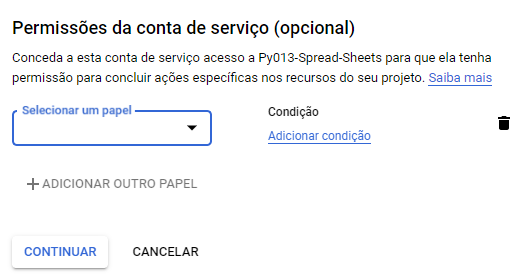 Permissões da conta de serviço (opcional)
Conceda a esta conta de serviço acesso a Py013-Spread-Sheets para que ela tenha
permissão para concluir ações específicas nos recursos do seu projeto. Saiba mais
Selecionar um papel
Condição
Adicionar condição
ADICIONAR OUTRO PAPEL
CONTINUAR CANCELAR